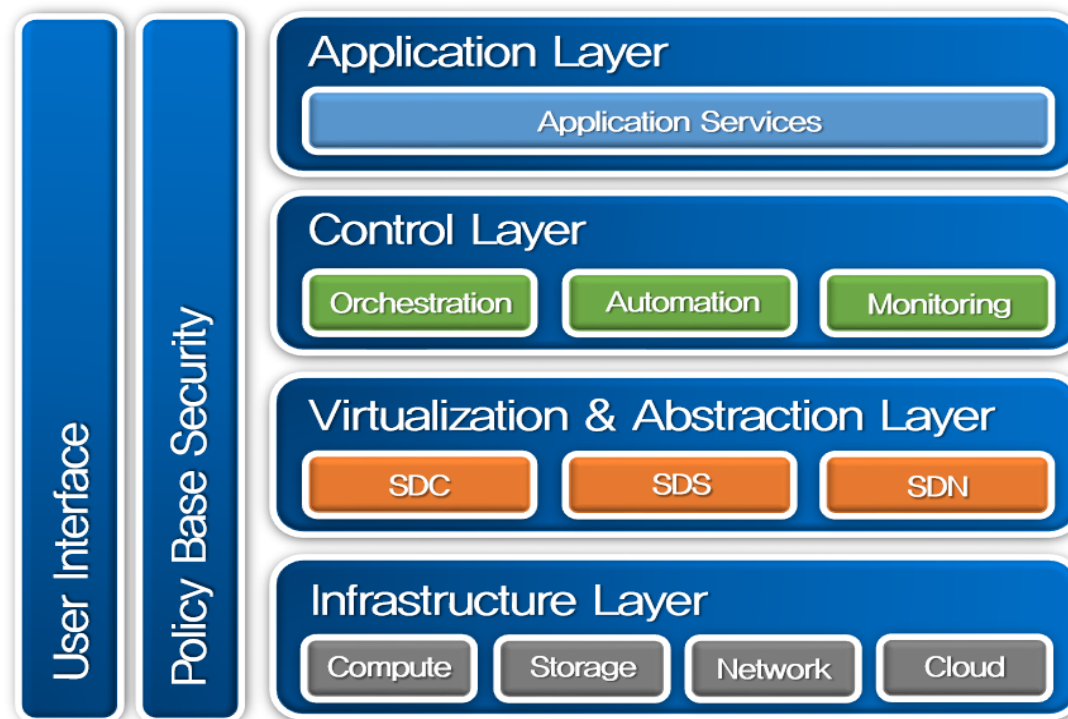 User Interface
Policy Base Security
Application Layer
Application Services
Control Layer
Orchestration
Automation
Monitoring
Virtualization & Abstraction Layer
SDC
SDS
SDN
Infrastructure Layer
Compute
Storage
Network
Cloud